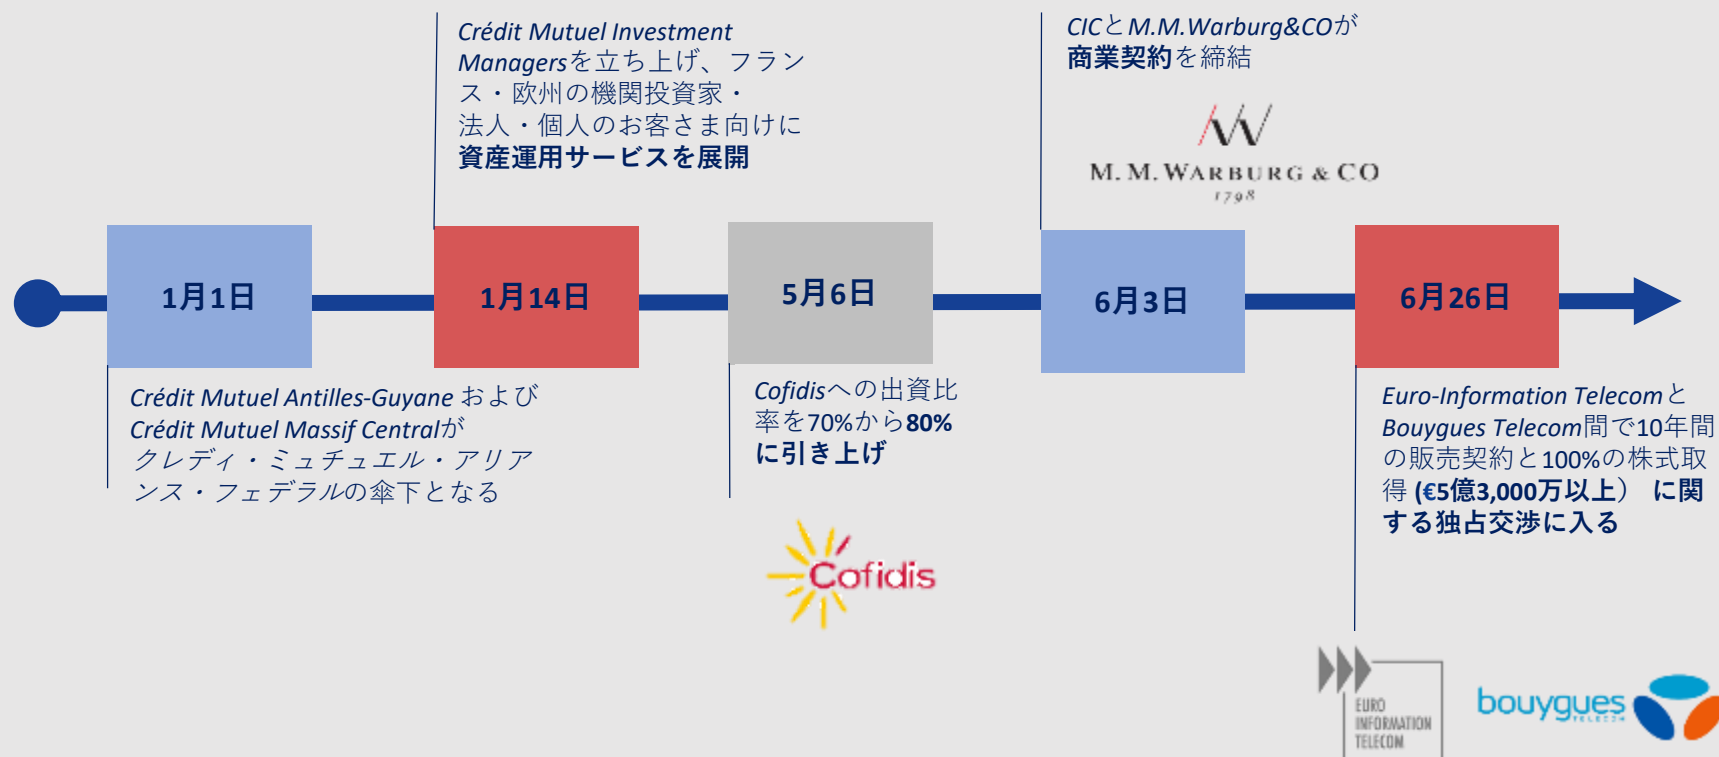 Crédit Mutuel Investment
Managersを立ち上げ、フラン
ス・欧州の機関投資家・
法人・個人のお客さま向けに
資産運用サービスを展開
CICとM.M.Warburg&COが
商業契約を締結
M. M. WARBURG & CO
1798
1月1日
1月14日
5月6日
6月3日
6月26日
Crédit Mutuel Antilles-Guyane および
Crédit Mutuel Massif Centralが
クレディ・ミュチュエル・アリア
ンス・フェデラルの傘下となる
Cofidisへの出資比
率を70%から80%
に引き上げ
Cofidis
Euro-Information Telecomと
Bouygues Telecom間で10年間
の販売契約と100%の株式取
得 (€5億3,000万以上） に関
する独占交渉に入る
EURO
INFORMATION
TELECOM
bouygues
TELECOM